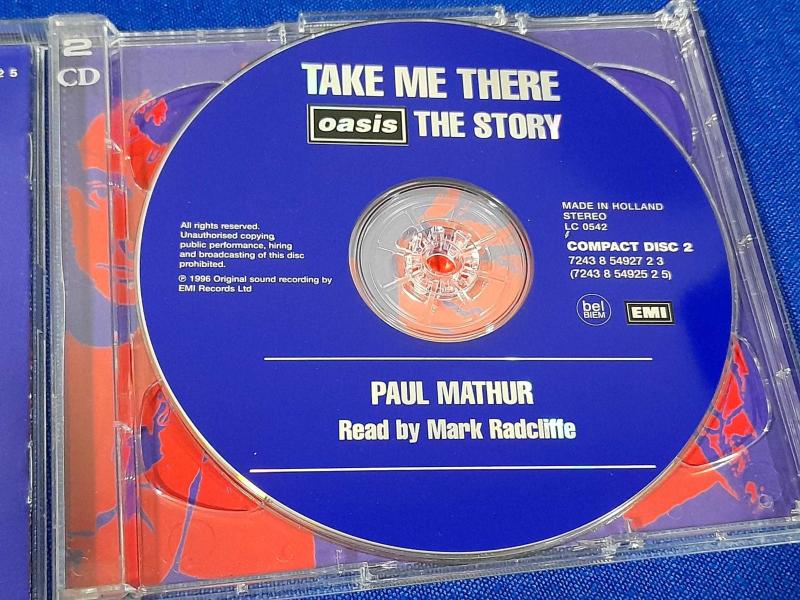 2 5
2
CD
TAKE ME THERE
oasis THE STORY
All rights reserved.
Unauthorised copying,
public performance, hiring
and broadcasting of this disc
prohibited.
℗ 1996 Original sound recording by
EMI Records Ltd
MADE IN HOLLAND
STEREO
LC 0542
COMPACT DISC 2
7243 8 54927 2 3
(7243 8 54925 2 5)
bel
BIEM
EMI
PAUL MATHUR
Read by Mark Radcliffe